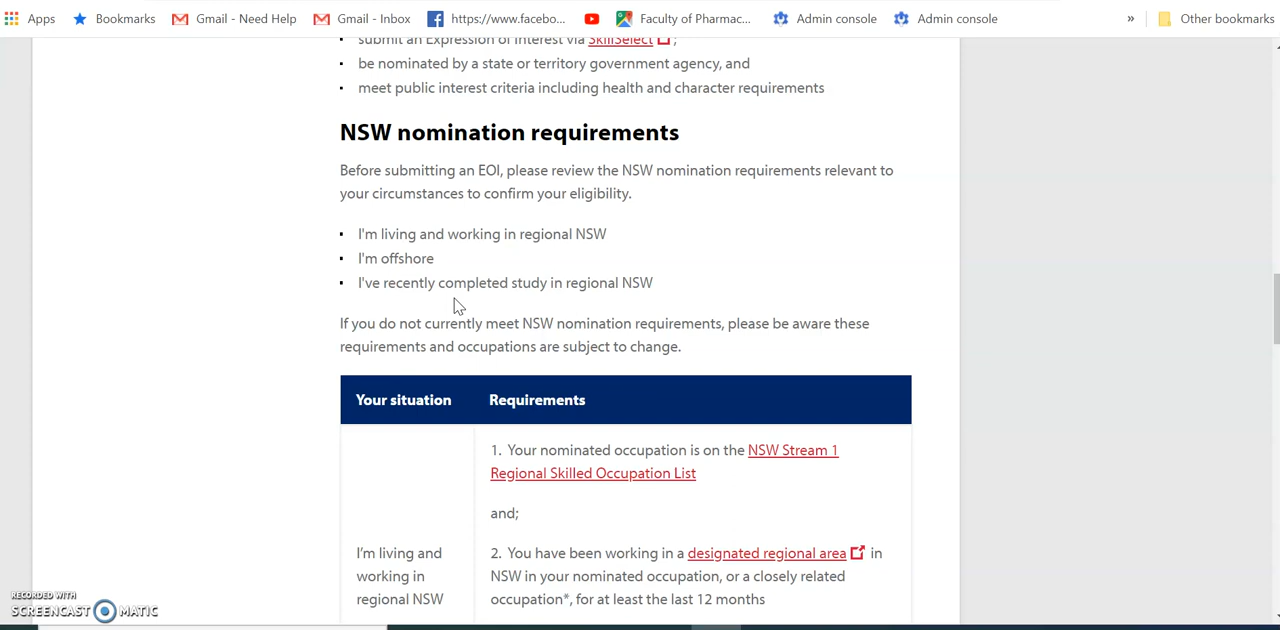 Apps Bookmarks Gmail - Need Help Gmail - Inbox https://www.facebo... Faculty of Pharmac... Admin console Admin console » Other bookmarks
submit an Expression of Interest via SkillSelect ;
be nominated by a state or territory government agency, and
meet public interest criteria including health and character requirements
NSW nomination requirements
Before submitting an EOI, please review the NSW nomination requirements relevant to
your circumstances to confirm your eligibility.
I'm living and working in regional NSW
I'm offshore
I've recently completed study in regional NSW
If you do not currently meet NSW nomination requirements, please be aware these
requirements and occupations are subject to change.
Your situation Requirements
1. Your nominated occupation is on the NSW Stream 1
Regional Skilled Occupation List
and;
2. You have been working in a designated regional area in
NSW in your nominated occupation, or a closely related
occupation*, for at least the last 12 months
I'm living and
working in
regional NSW
RECORDED WITH
SCREENCAST MATIC